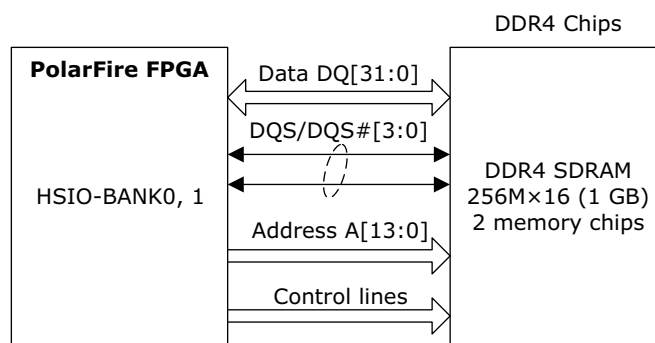 DDR4 Chips
PolarFire FPGA
HSIO-BANK0, 1
Data DQ[31:0]
DQS/DQS#[3:0]
Address A[13:0]
Control lines
DDR4 SDRAM
256M×16 (1 GB)
2 memory chips